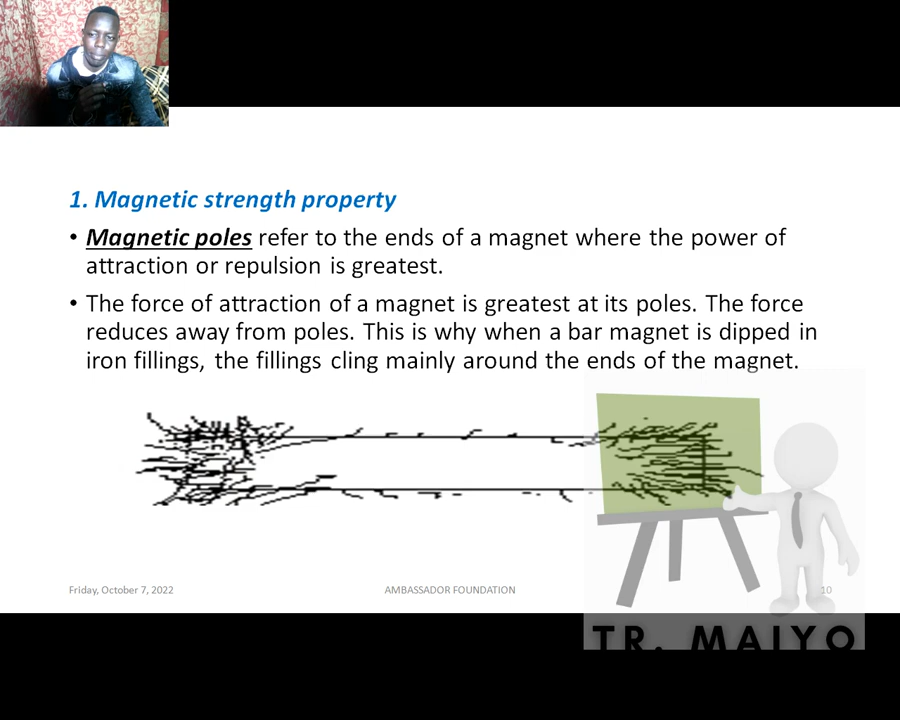 1. Magnetic strength property
• Magnetic poles refer to the ends of a magnet where the power of
attraction or repulsion is greatest.
• The force of attraction of a magnet is greatest at its poles. The force
reduces away from poles. This is why when a bar magnet is dipped in
iron fillings, the fillings cling mainly around the ends of the magnet.
Friday, October 7, 2022
AMBASSADOR FOUNDATION
10
TR. MAIYO